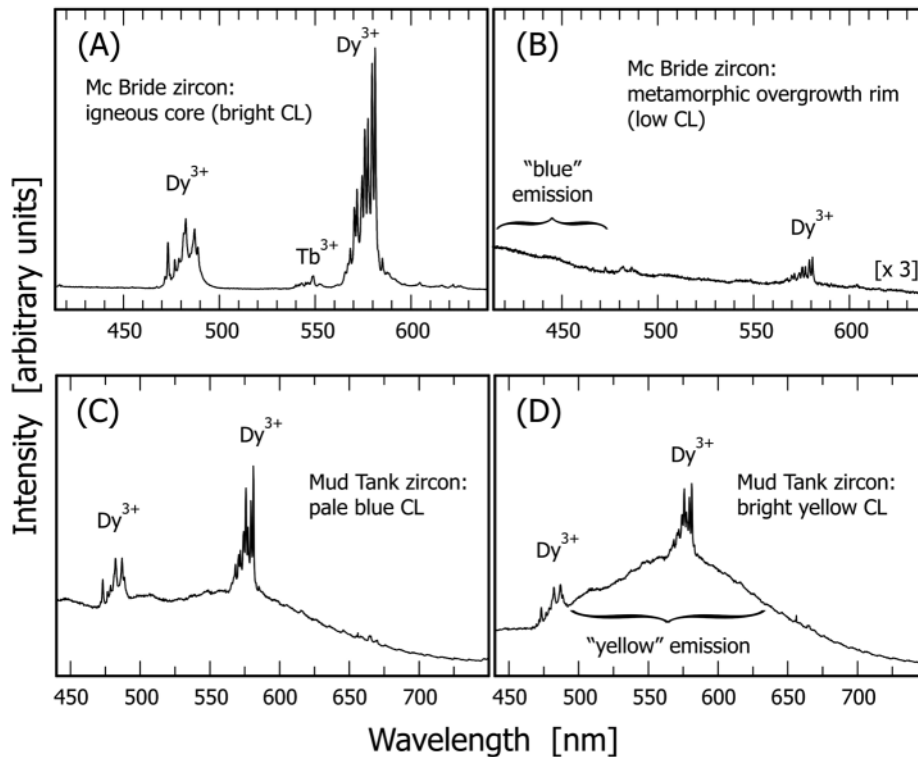 Intensity [arbitrary units]
(A)
Mc Bride zircon:
igneous core (bright CL)
Dy3+
Dy3+
Tb3+
450 500 550 600
(B)
Mc Bride zircon:
metamorphic overgrowth rim
(low CL)
"blue"
emission
Dy3+
[x 3]
450 500 550 600
(C)
Dy3+
Mud Tank zircon:
pale blue CL
Dy3+
450 500 550 600 650 700
(D)
Dy3+
Mud Tank zircon:
bright yellow CL
Dy3+
"yellow" emission
450 500 550 600 650 700
Wavelength [nm]